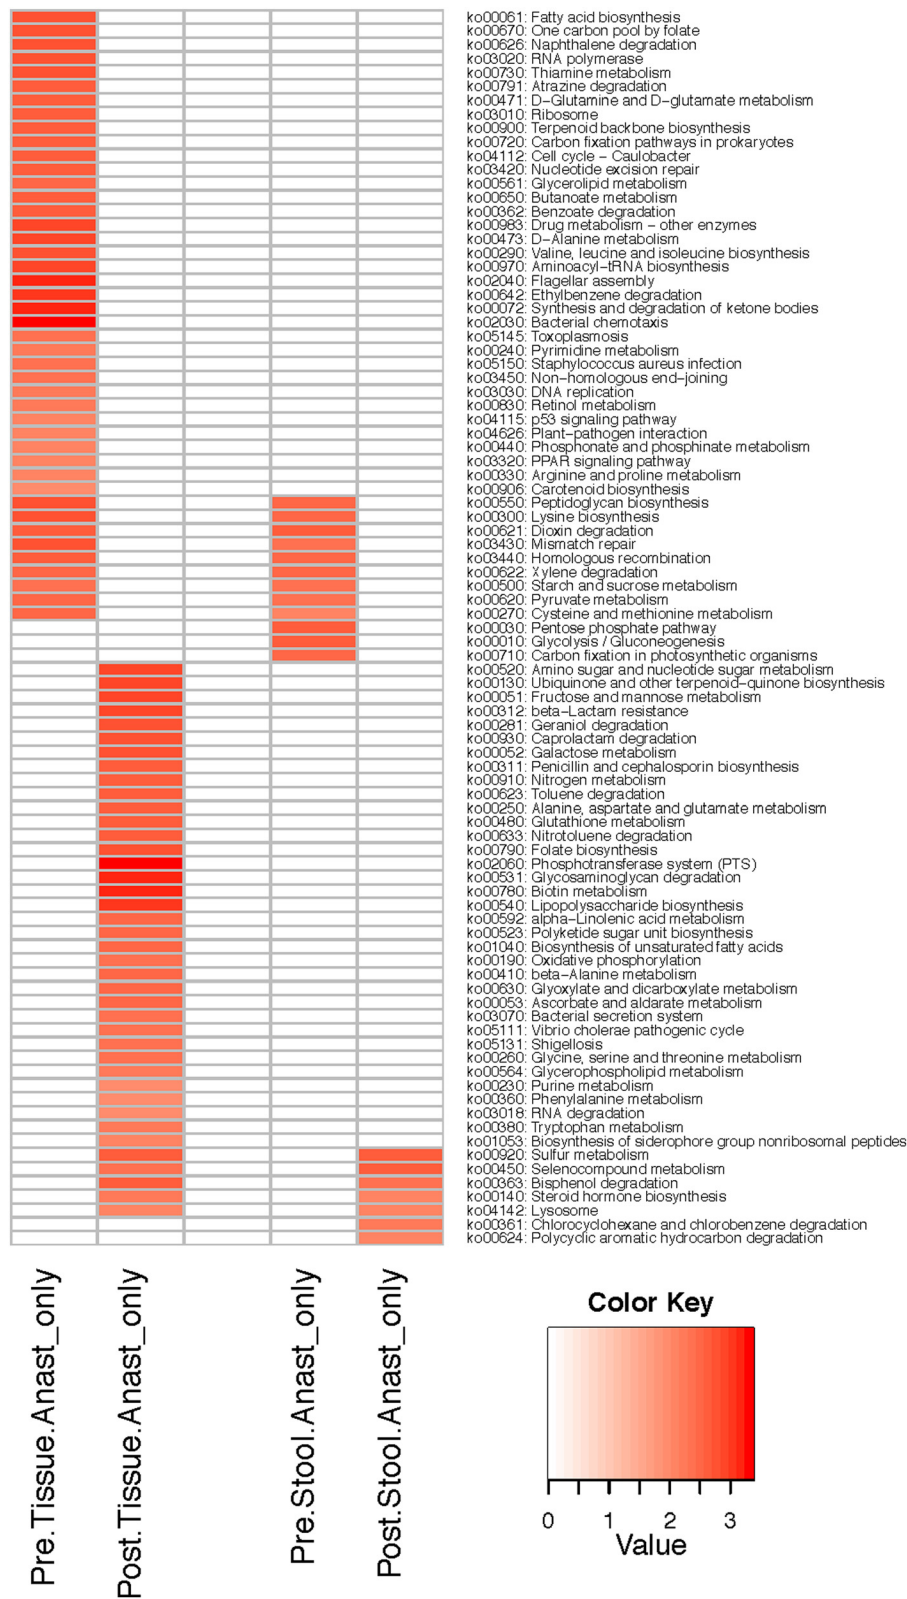 ko00061: Fatty acid biosynthesis
ko00670: One carbon pool by folate
ko00626: Naphthalene degradation
ko03020: RNA polymerase
ko00730: Thiamine metabolism
ko00791: Atrazine degradation
ko00471: D-Glutamine and D-glutamate metabolism
ko03010: Ribosome
ko00900: Terpenoid backbone biosynthesis
ko00720: Carbon fixation pathways in prokaryotes
ko04112: Cell cycle - Caulobacter
ko03420: Nucleotide excision repair
ko00561: Glycerolipid metabolism
ko00650: Butanoate metabolism
ko00362: Benzoate degradation
ko00983: Drug metabolism - other enzymes
ko00473: D-Alanine metabolism
ko00290: Valine, leucine and isoleucine biosynthesis
ko00970: Aminoacyl-tRNA biosynthesis
ko02040: Flagellar assembly
ko00642: Ethylbenzene degradation
ko00072: Synthesis and degradation of ketone bodies
ko02030: Bacterial chemotaxis
ko05145: Toxoplasmosis
ko00240: Pyrimidine metabolism
ko05150: Staphylococcus aureus infection
ko03450: Non-homologous end-joining
ko03030: DNA replication
ko00830: Retinol metabolism
ko04115: p53 signaling pathway
ko04626: Plant-pathogen interaction
ko00440: Phosphonate and phosphinate metabolism
ko03320: PPAR signaling pathway
ko00330: Arginine and proline metabolism
ko00906: Carotenoid biosynthesis
ko00550: Peptidoglycan biosynthesis
ko00300: Lysine biosynthesis
ko00621: Dioxin degradation
ko03430: Mismatch repair
ko03440: Homologous recombination
ko00622: Xylene degradation
ko00500: Starch and sucrose metabolism
ko00620: Pyruvate metabolism
ko00270: Cysteine and methionine metabolism
ko00030: Pentose phosphate pathway
ko00010: Glycolysis / Gluconeogenesis
ko00710: Carbon fixation in photosynthetic organisms
ko00520: Amino sugar and nucleotide sugar metabolism
ko00130: Ubiquinone and other terpenoid-quinone biosynthesis
ko00051: Fructose and mannose metabolism
ko00312: beta-Lactam resistance
ko00281: Geraniol degradation
ko00930: Caprolactam degradation
ko00052: Galactose metabolism
ko00311: Penicillin and cephalosporin biosynthesis
ko00910: Nitrogen metabolism
ko00623: Toluene degradation
ko00250: Alanine, aspartate and glutamate metabolism
ko00480: Glutathione metabolism
ko00633: Nitrotoluene degradation
ko00790: Folate biosynthesis
ko02060: Phosphotransferase system (PTS)
ko00531: Glycosaminoglycan degradation
ko00780: Biotin metabolism
ko00540: Lipopolysaccharide biosynthesis
ko00592: alpha-Linolenic acid metabolism
ko00523: Polyketide sugar unit biosynthesis
ko01040: Biosynthesis of unsaturated fatty acids
ko00190: Oxidative phosphorylation
ko00410: beta-Alanine metabolism
ko00630: Glyoxylate and dicarboxylate metabolism
ko00053: Ascorbate and aldarate metabolism
ko03070: Bacterial secretion system
ko05111: Vibrio cholerae pathogenic cycle
ko05131: Shigellosis
ko00260: Glycine, serine and threonine metabolism
ko00564: Glycerophospholipid metabolism
ko00230: Purine metabolism
ko00360: Phenylalanine metabolism
ko03018: RNA degradation
ko00380: Tryptophan metabolism
ko01053: Biosynthesis of siderophore group nonribosomal peptides
ko00920: Sulfur metabolism
ko00450: Selenocompound metabolism
ko00363: Bisphenol degradation
ko00140: Steroid hormone biosynthesis
ko04142: Lysosome
ko00361: Chlorocyclohexane and chlorobenzene degradation
ko00624: Polycyclic aromatic hydrocarbon degradation
Pre.Tissue.Anast_only
Post.Tissue.Anast_only
Pre.Stool.Anast_only
Post.Stool.Anast_only
Color Key
0 1 2 3
Value